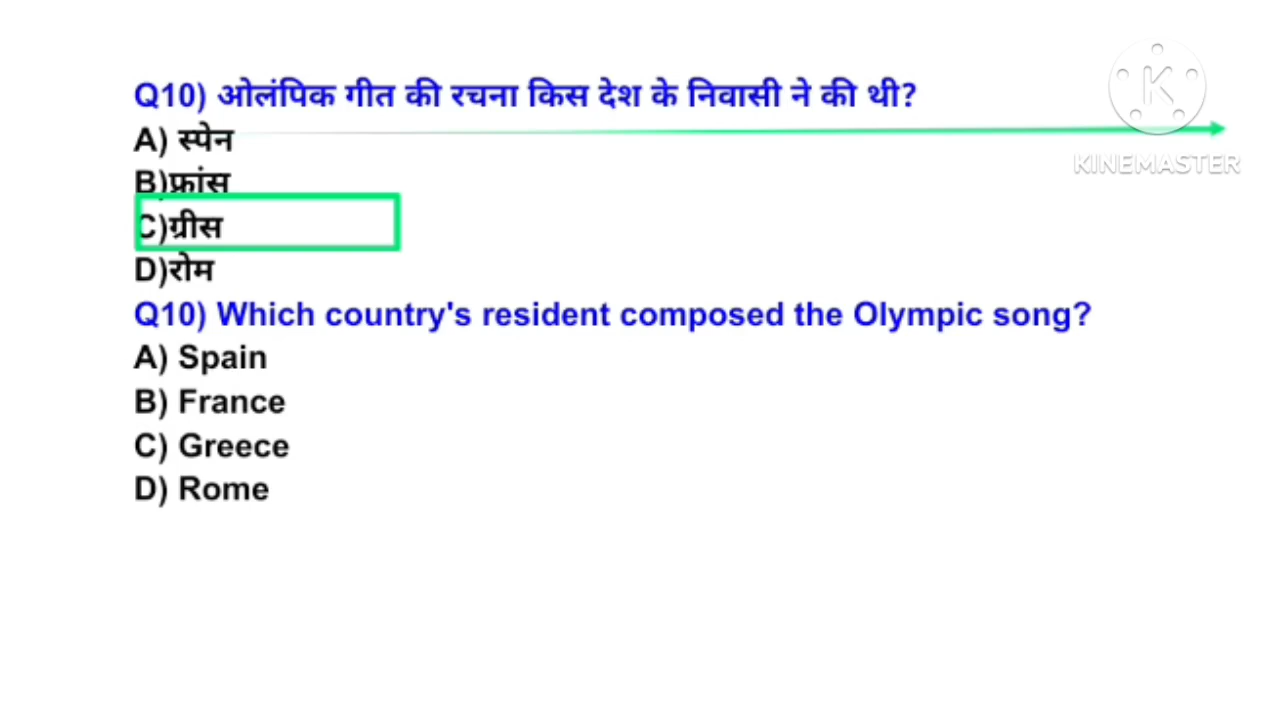 Q10) ओलंपिक गीत की रचना किस देश के निवासी ने की थी?
A) स्पेन
B)फ्रांस
C)ग्रीस
D)रोम
Q10) Which country's resident composed the Olympic song?
A) Spain
B) France
C) Greece
D) Rome
K
KINEMASTER